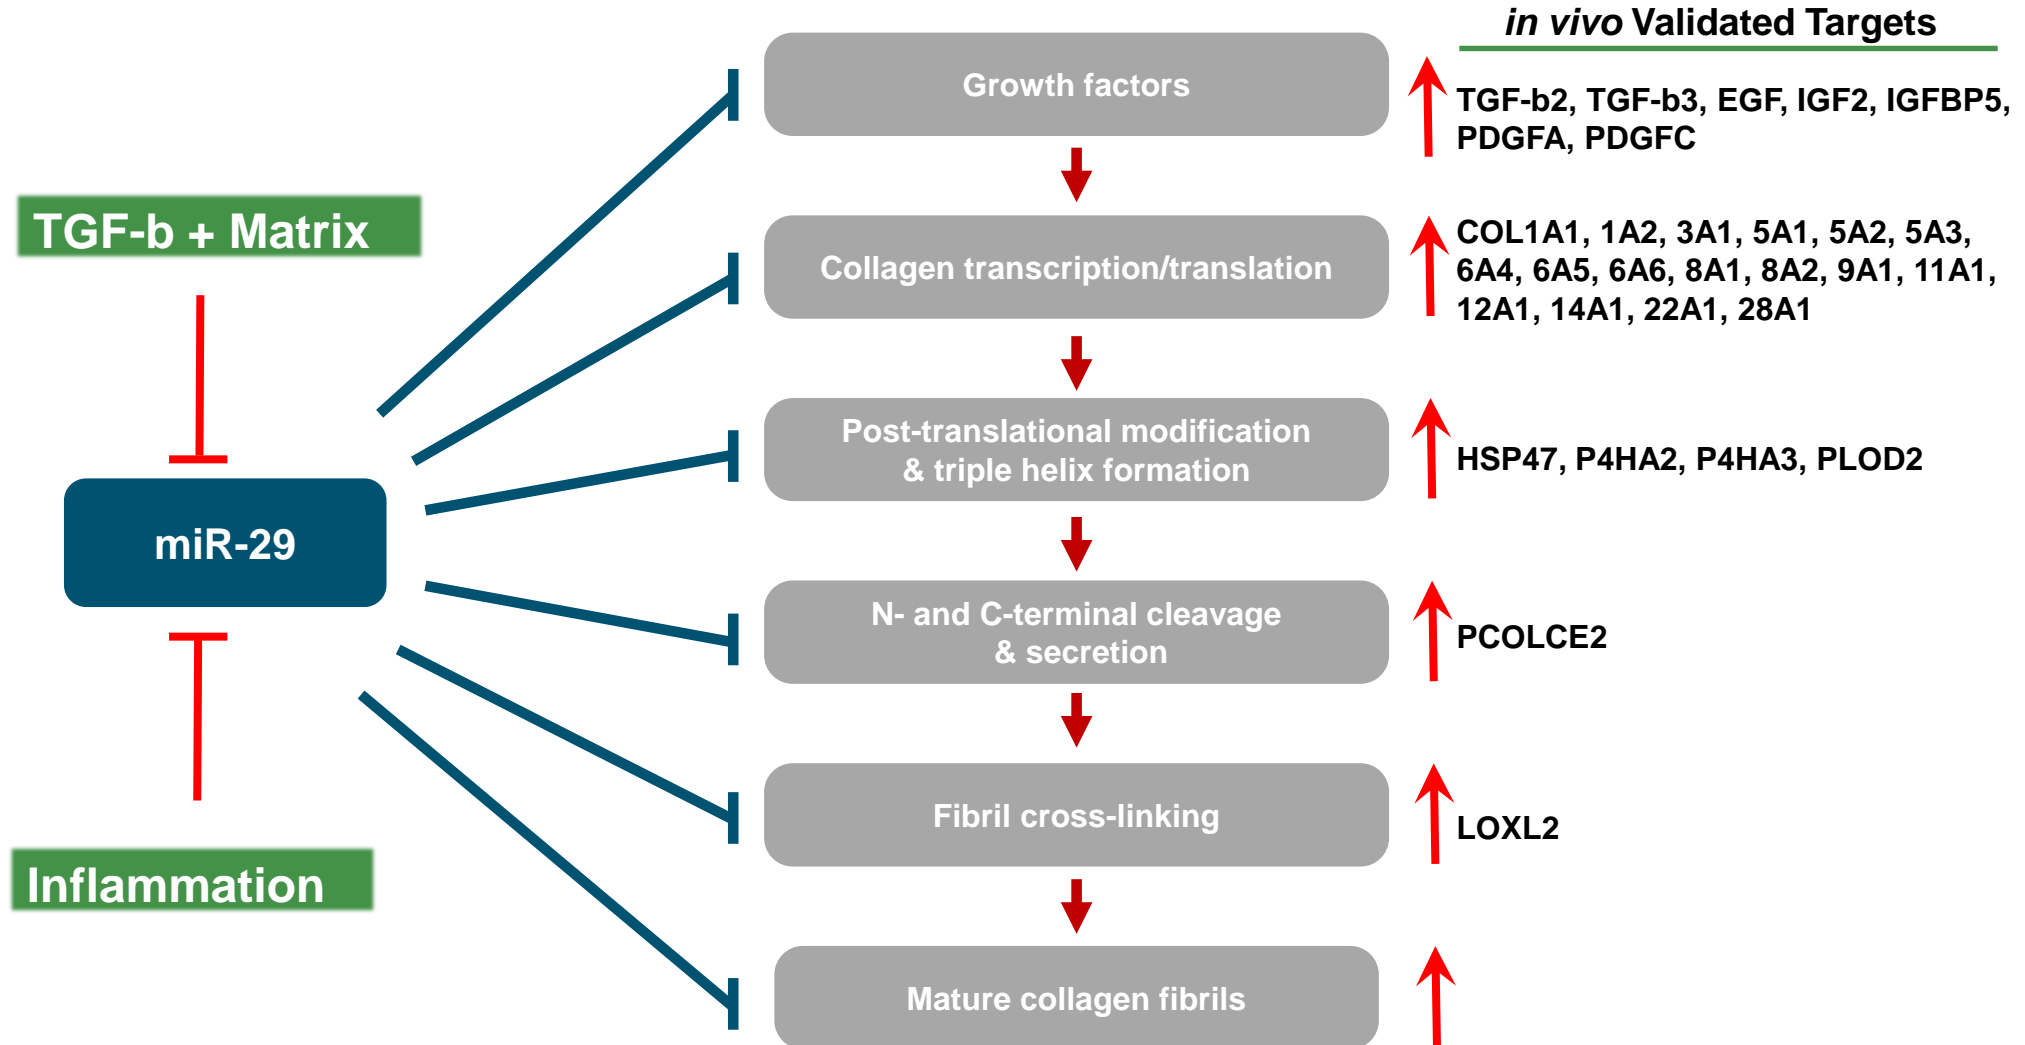 in vivo Validated Targets
Growth factors
TGF-b2, TGF-b3, EGF, IGF2, IGFBP5,
PDGFA, PDGFC
TGF-b + Matrix
Collagen transcription/translation
COL1A1, 1A2, 3A1, 5A1, 5A2, 5A3,
6A4, 6A5, 6A6, 8A1, 8A2, 9A1, 11A1,
12A1, 14A1, 22A1, 28A1
Post-translational modification
& triple helix formation
HSP47, P4HA2, P4HA3, PLOD2
miR-29
N- and C-terminal cleavage
& secretion
PCOLCE2
Fibril cross-linking
LOXL2
Inflammation
Mature collagen fibrils